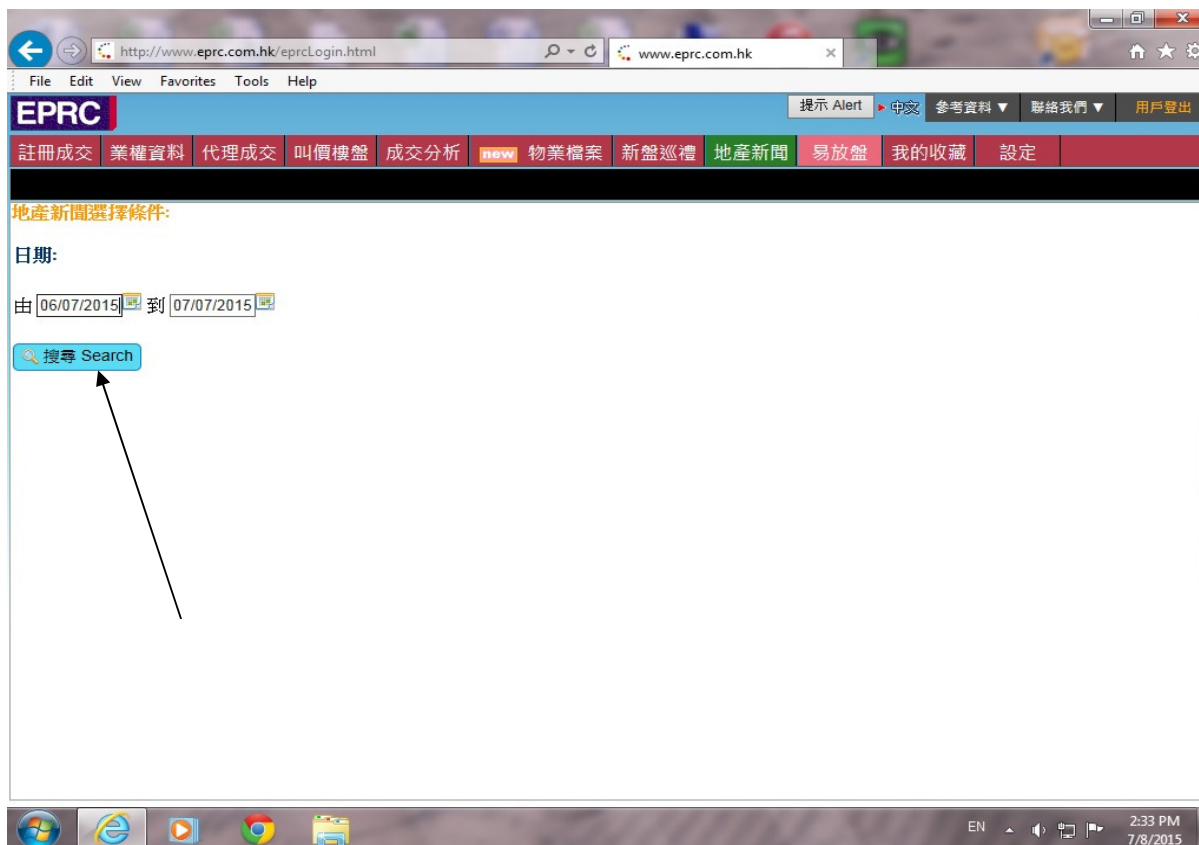 http://www.eprc.com.hk/eprcLogin.html
www.eprc.com.hk
File Edit View Favorites Tools Help
EPRC
提示 Alert 中文 參考資料 ▼ 聯絡我們 ▼ 用戶登出
註冊成交 業權資料 代理成交 叫價樓盤 成交分析 new 物業檔案 新盤巡禮 地產新聞 易放盤 我的收藏 設定
地產新聞選擇條件:
日期:
由 06/07/2015 到 07/07/2015
搜尋 Search
EN 2:33 PM
7/8/2015